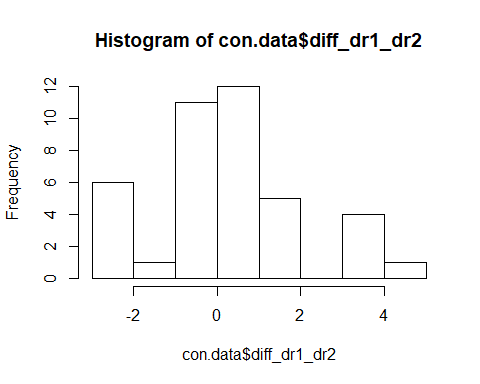 Histogram of con.data$diff_dr1_dr2
Frequency
12
10
8
6
4
2
0
-2 0 2 4
con.data$diff_dr1_dr2